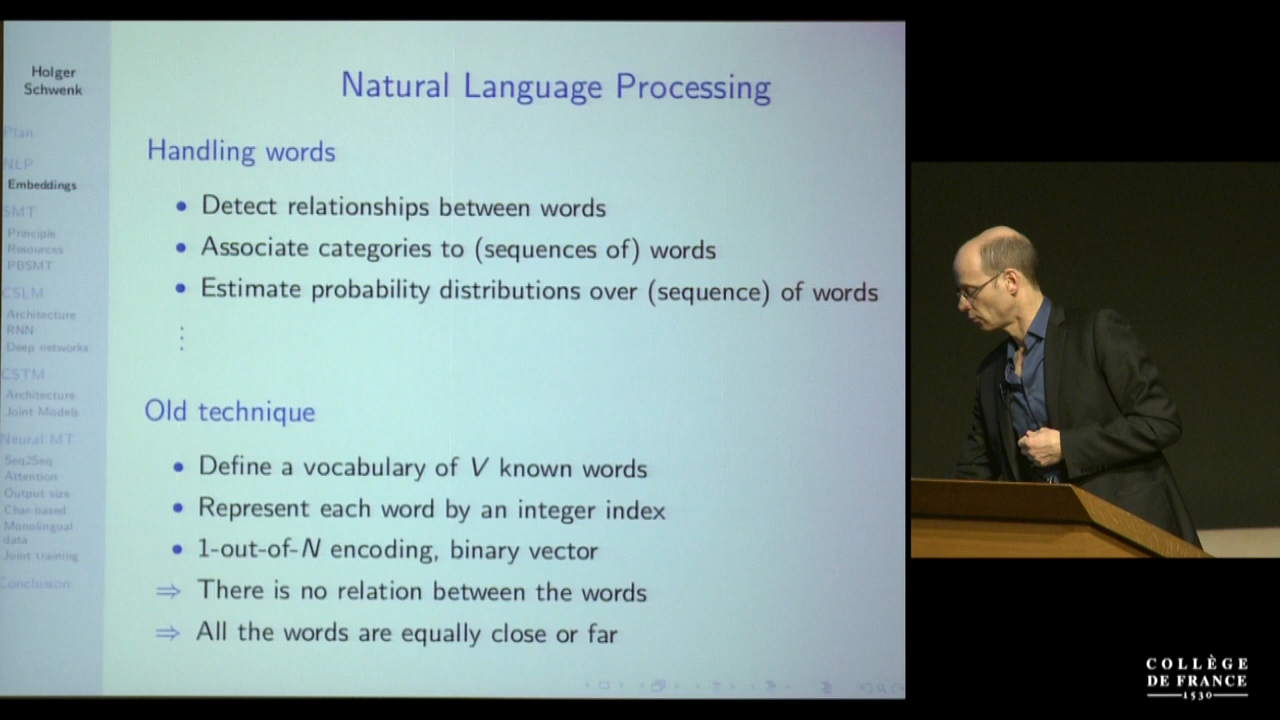 Holger
Schwenk
Plan
NLP
Embeddings
SMT
Principle
Resources
PBSMT
CSLM
Architecture
RNN
Deep networks
CSTM
Architecture
Joint Models
Neural MT
Seq2Seq
Attention
Output size
Char-based
Monolingual
data
Joint training
Conclusion
Natural Language Processing
Handling words
• Detect relationships between words
• Associate categories to (sequences of) words
• Estimate probability distributions over (sequence) of words
⋮
Old technique
• Define a vocabulary of V known words
• Represent each word by an integer index
• 1-out-of-N encoding, binary vector
⇒ There is no relation between the words
⇒ All the words are equally close or far
COLLÈGE
DE FRANCE
1530